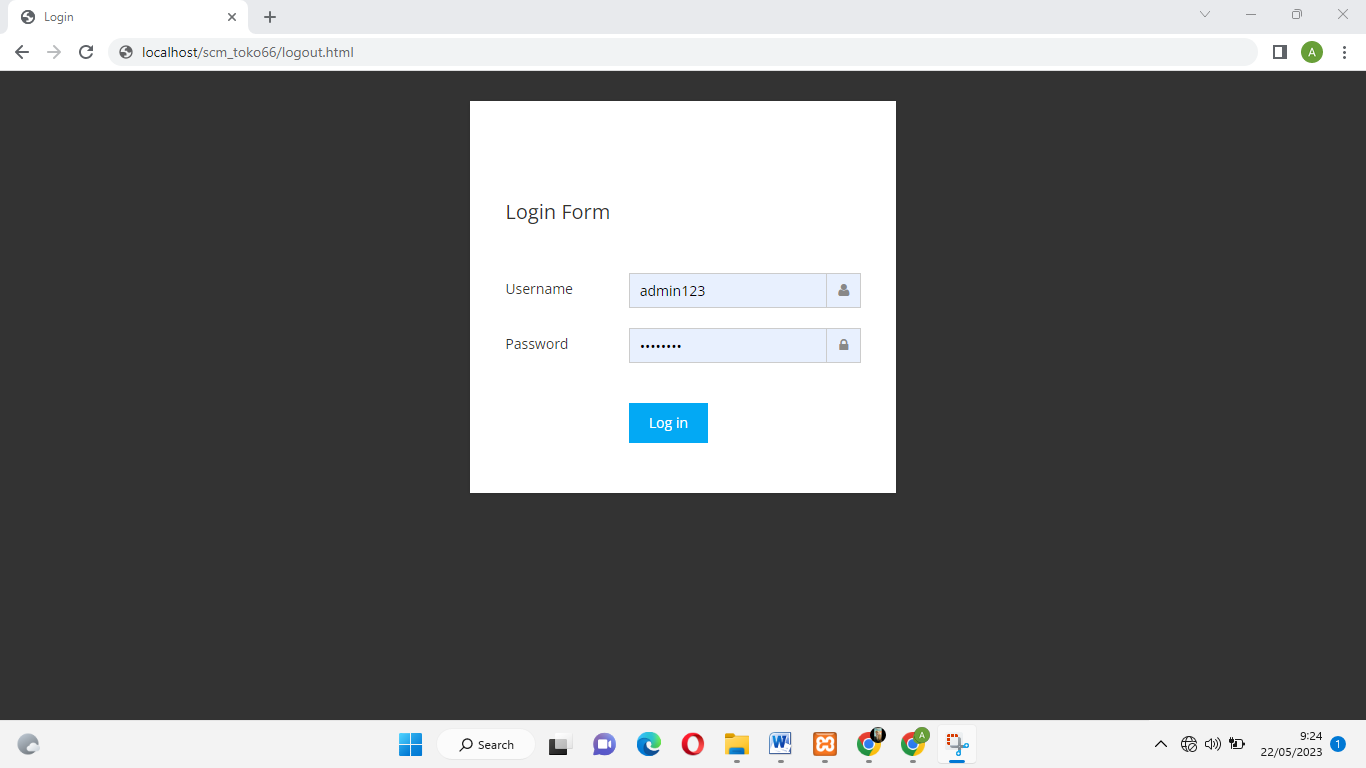 Login
localhost/scm_toko66/logout.html
A
Login Form
Username
admin123
Password
••••••••
Log in
Search
A
9:24
22/05/2023
1